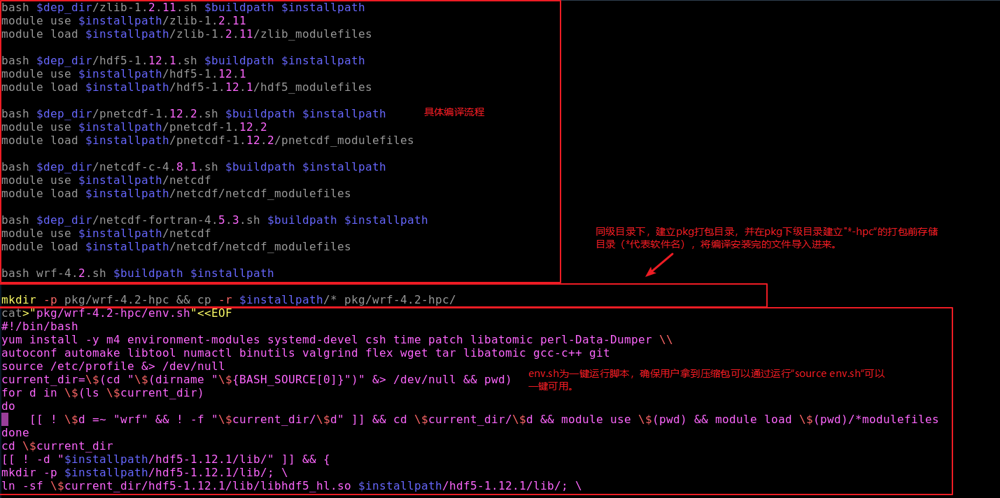 bash $dep_dir/zlib-1.2.11.sh $buildpath $installpath
module use $installpath/zlib-1.2.11
module load $installpath/zlib-1.2.11/zlib_modulefiles
bash $dep_dir/hdf5-1.12.1.sh $buildpath $installpath
module use $installpath/hdf5-1.12.1
module load $installpath/hdf5-1.12.1/hdf5_modulefiles
bash $dep_dir/pnetcdf-1.12.2.sh $buildpath $installpath
具体编译流程
module use $installpath/pnetcdf-1.12.2
module load $installpath/pnetcdf-1.12.2/pnetcdf_modulefiles
bash $dep_dir/netcdf-c-4.8.1.sh $buildpath $installpath
module use $installpath/netcdf
module load $installpath/netcdf/netcdf_modulefiles
bash $dep_dir/netcdf-fortran-4.5.3.sh $buildpath $installpath
module use $installpath/netcdf
module load $installpath/netcdf/netcdf_modulefiles
同级目录下，建立pkg打包目录，并在pkg下级目录建立"*-hpc"的打包前存储
目录（*代表软件名），将编译安装完的文件导入进来。
bash wrf-4.2.sh $buildpath $installpath
mkdir -p pkg/wrf-4.2-hpc && cp -r $installpath/* pkg/wrf-4.2-hpc/
cat>"pkg/wrf-4.2-hpc/env.sh"<<EOF
#!/bin/bash
yum install -y m4 environment-modules systemd-devel csh time patch libatomic perl-Data-Dumper \\
autoconf automake libtool numactl binutils valgrind flex wget tar libatomic gcc-c++ git
source /etc/profile &> /dev/null
current_dir=\$(cd "\$(dirname "\${BASH_SOURCE[0]}")" &> /dev/null && pwd)
env.sh为一键运行脚本，确保用户拿到压缩包可以通过运行"source env.sh"可以
一键可用。
for d in \$(ls \$current_dir)
do
    [[ ! \$d =~ "wrf" && ! -f "\$current_dir/\$d" ]] && cd \$current_dir/\$d && module use \$(pwd) && module load \$(pwd)/*modulefiles
done
cd \$current_dir
[[ ! -d "$installpath/hdf5-1.12.1/lib/" ]] && {
mkdir -p $installpath/hdf5-1.12.1/lib/; \
ln -sf \$current_dir/hdf5-1.12.1/lib/libhdf5_hl.so $installpath/hdf5-1.12.1/lib/; \